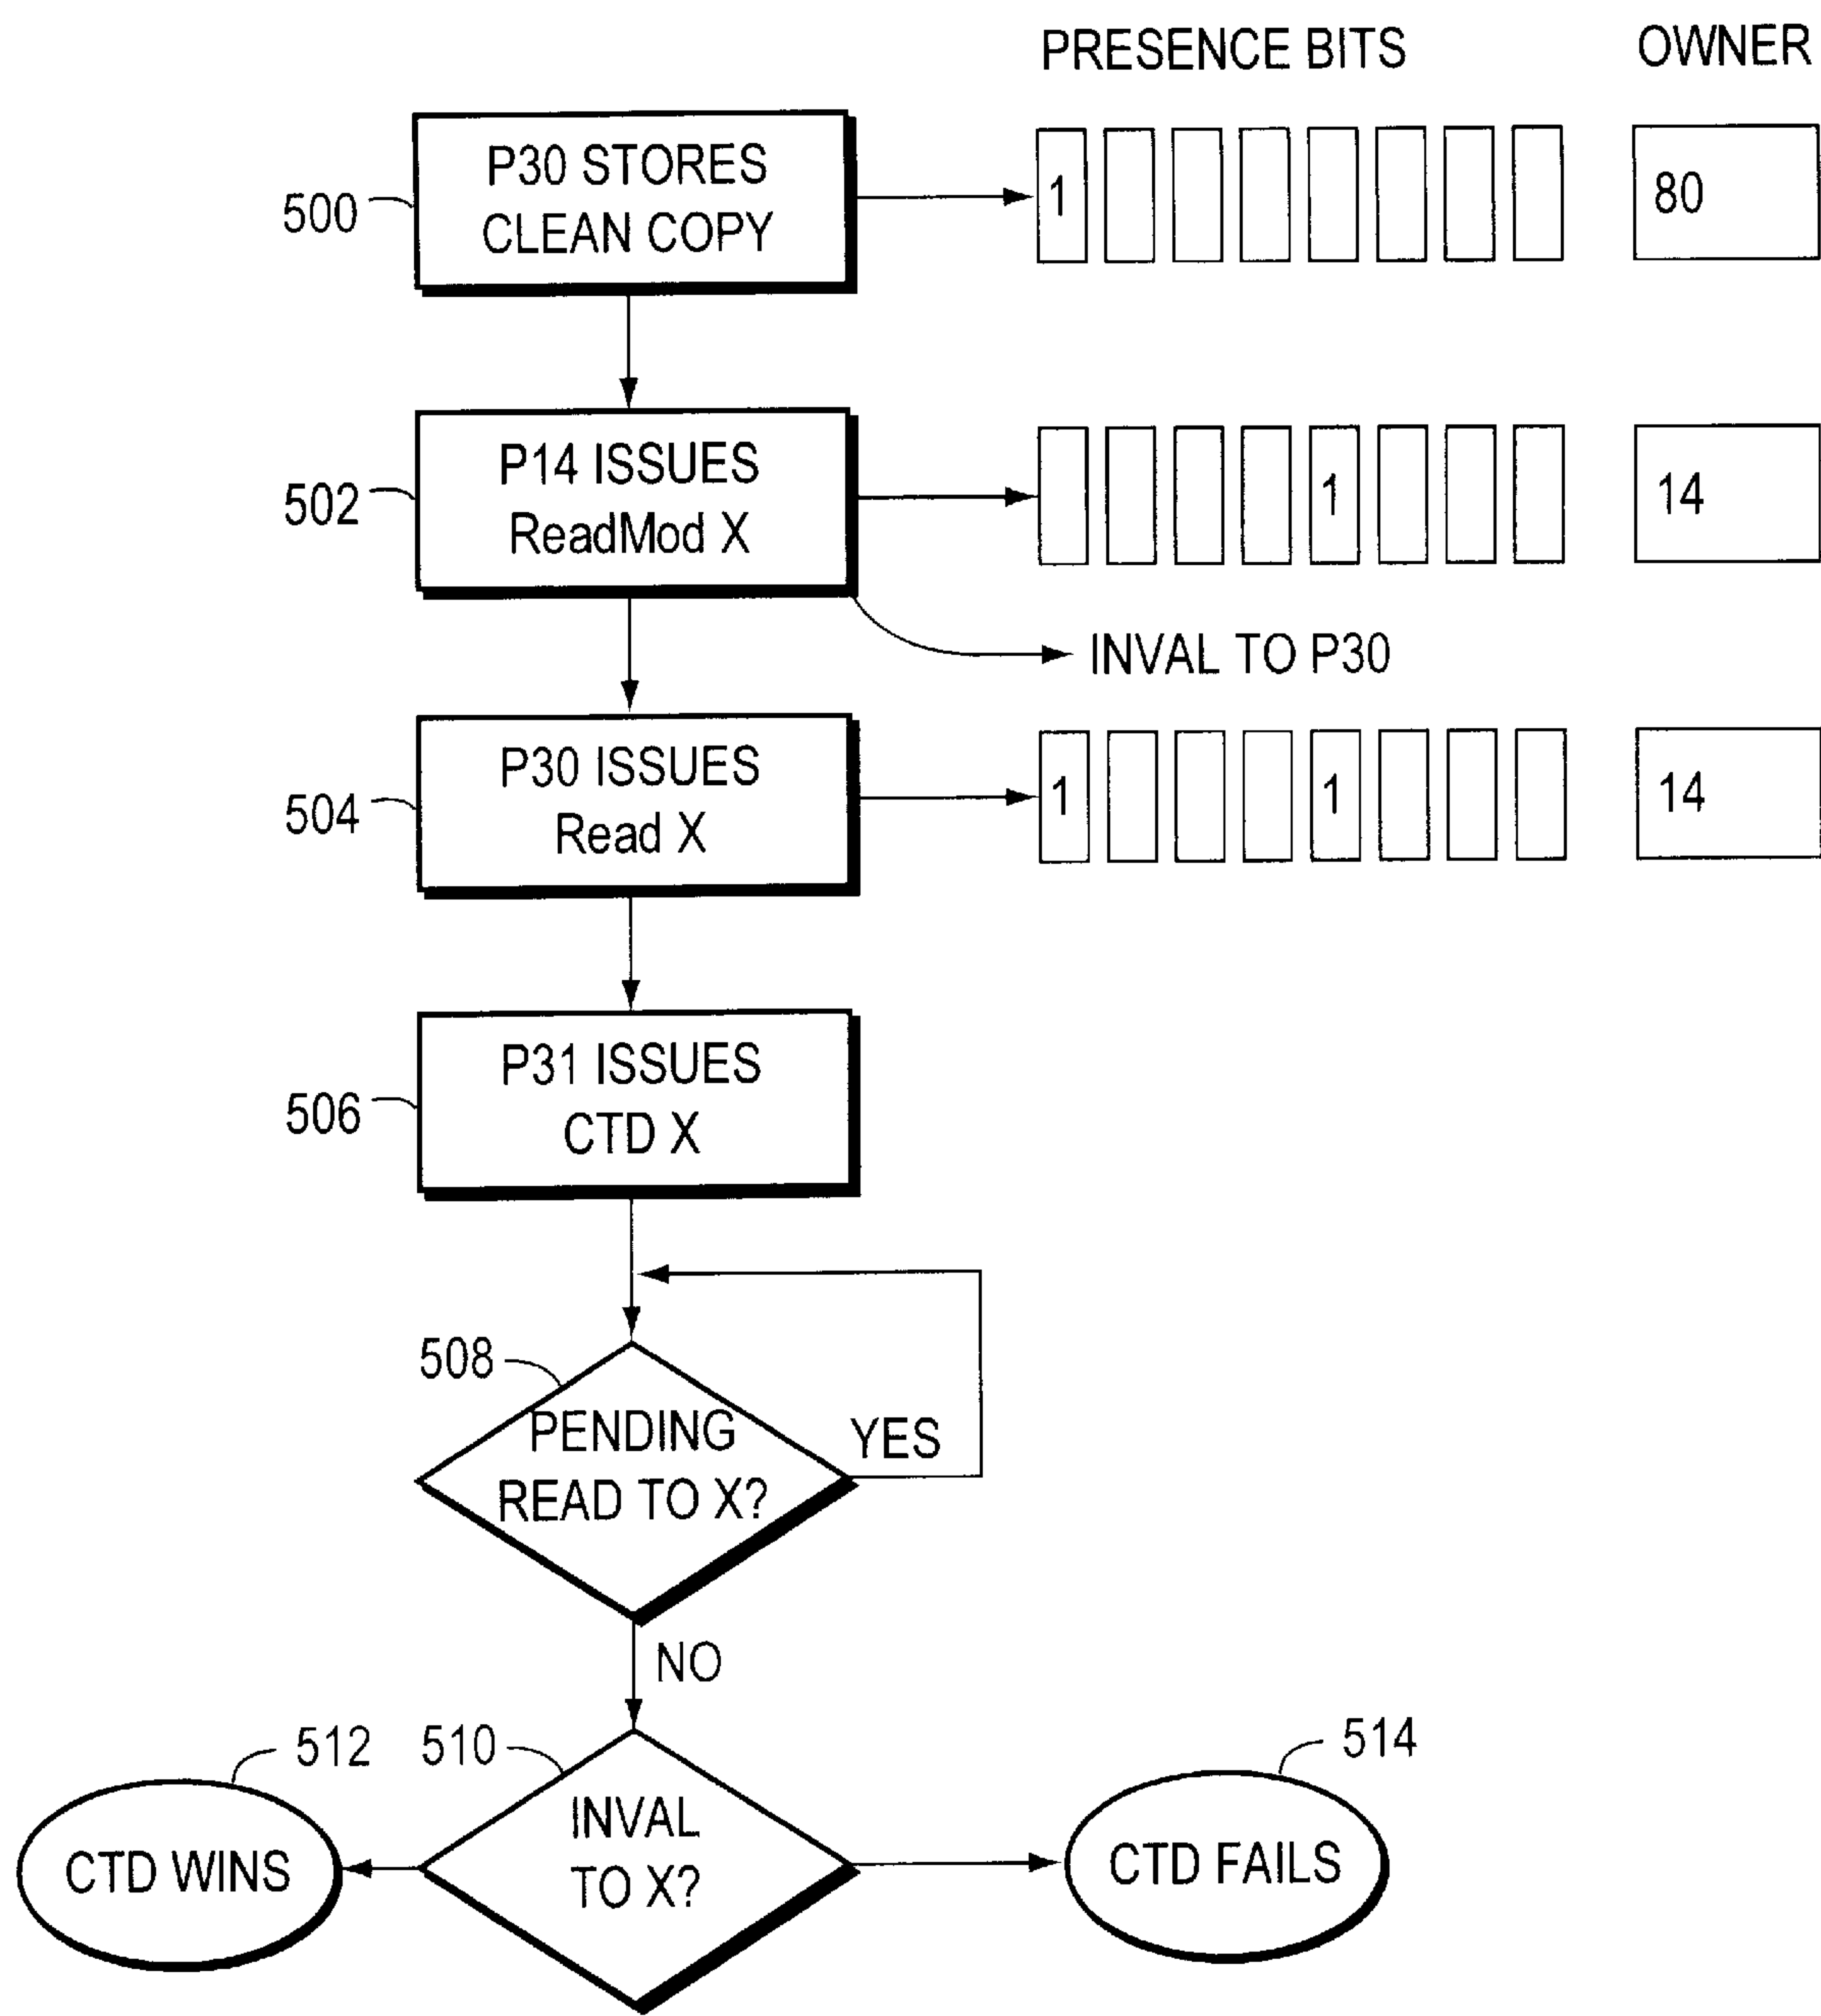 PRESENCE BITS
OWNER
500
P30 STORES
CLEAN COPY
1
80
502
P14 ISSUES
ReadMod X
1
14
INVAL TO P30
504
P30 ISSUES
Read X
1
1
14
506
P31 ISSUES
CTD X
508
PENDING
READ TO X?
YES
NO
512
510
514
CTD WINS
INVAL
TO X?
CTD FAILS